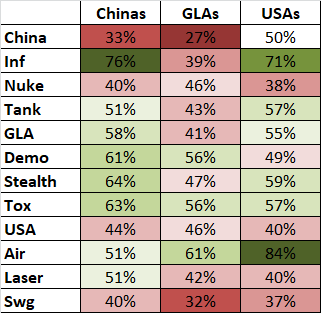 Chinas GLAs USAs
China 33% 27% 50%
Inf 76% 39% 71%
Nuke 40% 46% 38%
Tank 51% 43% 57%
GLA 58% 41% 55%
Demo 61% 56% 49%
Stealth 64% 47% 59%
Tox 63% 56% 57%
USA 44% 46% 40%
Air 51% 61% 84%
Laser 51% 42% 40%
Swg 40% 32% 37%